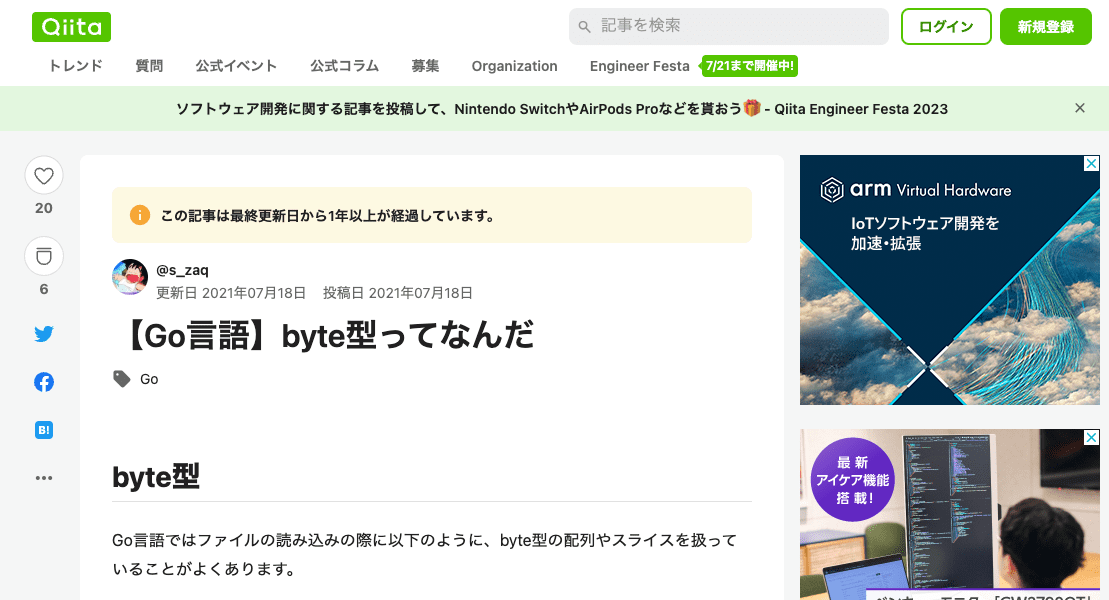 Qiita
記事を検索
ログイン
新規登録
トレンド
質問
公式イベント
公式コラム
募集
Organization
Engineer Festa
7/21まで開催中!
ソフトウェア開発に関する記事を投稿して、Nintendo SwitchやAirPods Proなどを貰おう🎁 - Qiita Engineer Festa 2023
20
6
B!
この記事は最終更新日から1年以上が経過しています。
@s_zaq
更新日 2021年07月18日 投稿日 2021年07月18日
【Go言語】byte型ってなんだ
Go
byte型
Go言語ではファイルの読み込みの際に以下のように、byte型の配列やスライスを扱って
いることがよくあります。
arm Virtual Hardware
IoTソフトウェア開発を
加速・拡張
最新
アイケア機能
搭載!